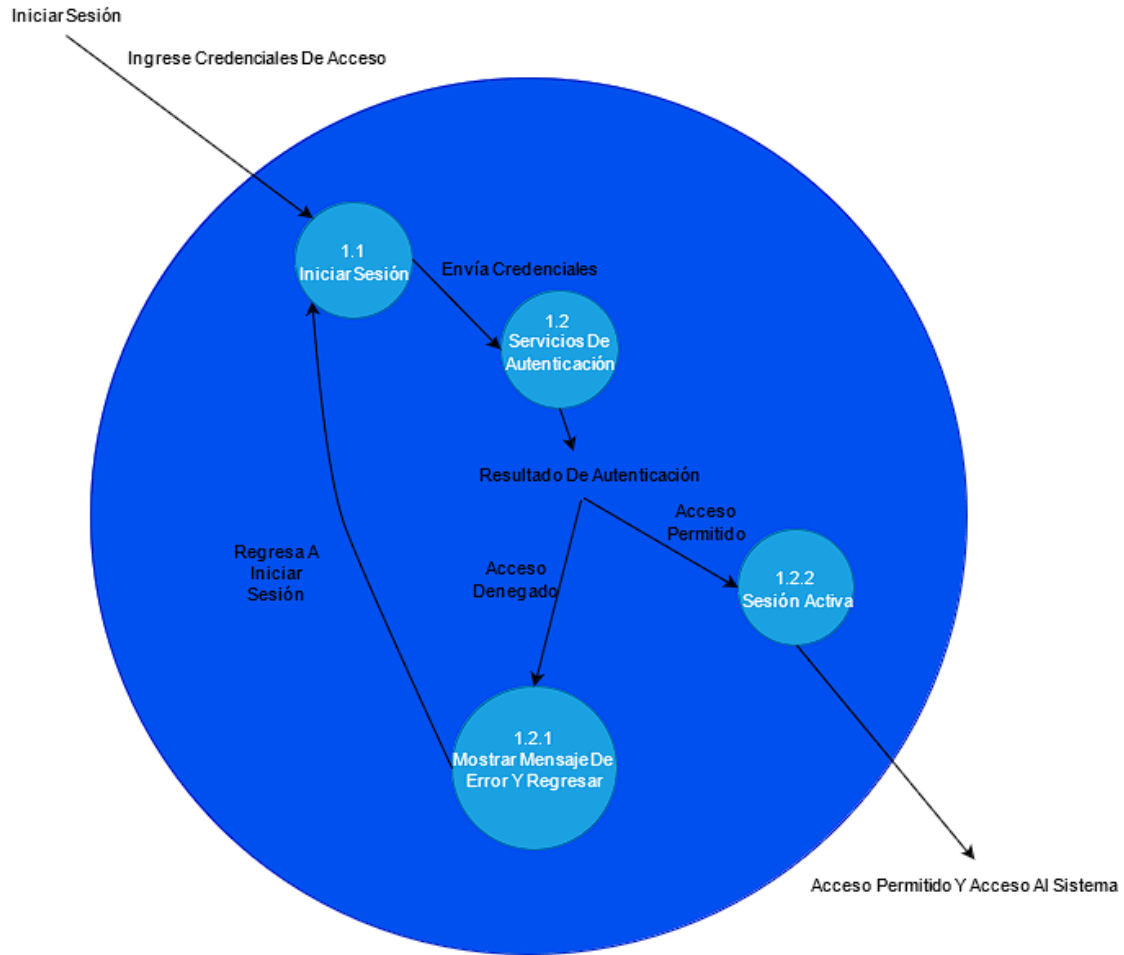 Iniciar Sesión
Ingrese Credenciales De Acceso
1.1
Iniciar Sesión
Envía Credenciales
1.2
Servicios De
Autenticación
Resultado De Autenticación
Acceso
Permitido
Regresa A
Iniciar
Sesión
Acceso
Denegado
1.2.2
Sesión Activa
1.2.1
Mostrar Mensaje De
Error Y Regresar
Acceso Permitido Y Acceso Al Sistema